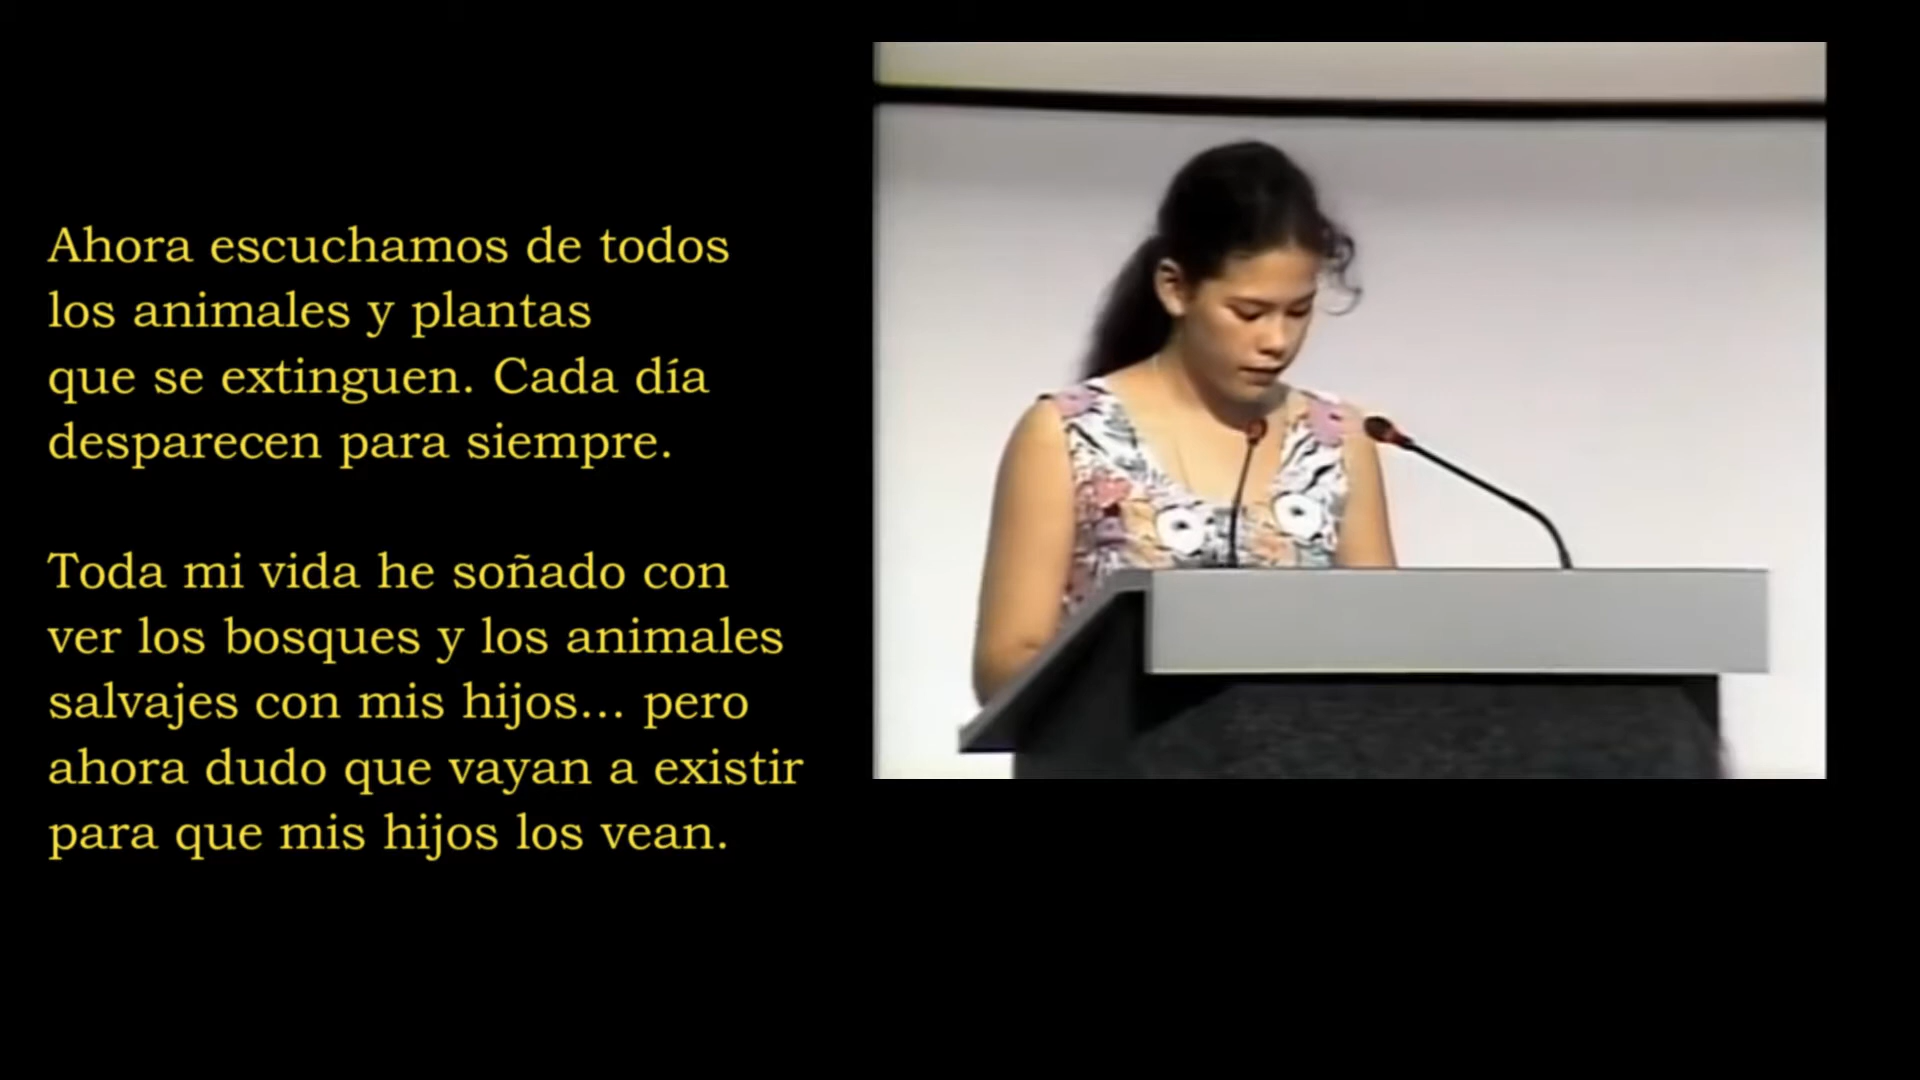 Ahora escuchamos de todos
los animales y plantas
que se extinguen. Cada día
desparecen para siempre.
Toda mi vida he soñado con
ver los bosques y los animales
salvajes con mis hijos... pero
ahora dudo que vayan a existir
para que mis hijos los vean.